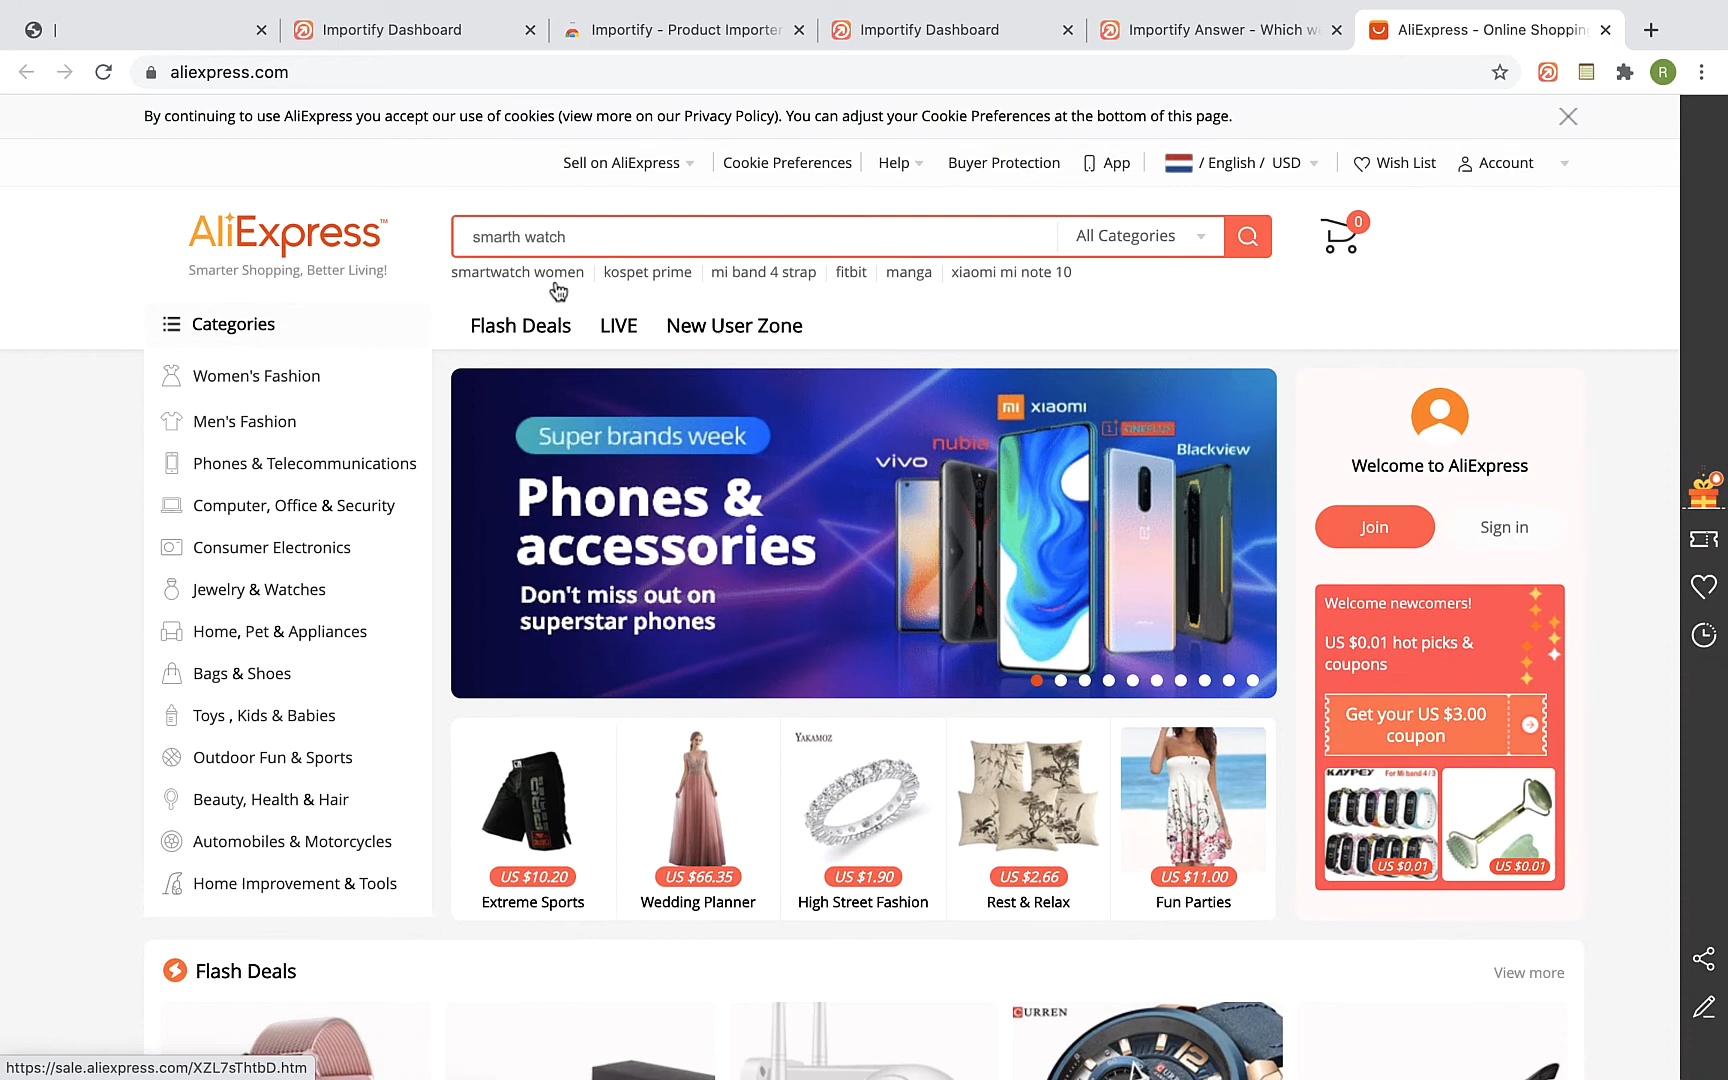 Importify Dashboard
Importify - Product Importer
Importify Dashboard
Importify Answer - Which w
AliExpress - Online Shoppin
aliexpress.com
R
By continuing to use AliExpress you accept our use of cookies (view more on our Privacy Policy). You can adjust your Cookie Preferences at the bottom of this page.
Sell on AliExpress
Cookie Preferences
Help
Buyer Protection
App
/ English / USD
Wish List
Account
AliExpress™
Smarter Shopping, Better Living!
smarth watch
All Categories
0
smartwatch women
kospet prime
mi band 4 strap
fitbit
manga
xiaomi mi note 10
Categories
Flash Deals
LIVE
New User Zone
Women's Fashion
Men's Fashion
Phones & Telecommunications
Computer, Office & Security
Consumer Electronics
Jewelry & Watches
Home, Pet & Appliances
Bags & Shoes
Toys , Kids & Babies
Outdoor Fun & Sports
Beauty, Health & Hair
Automobiles & Motorcycles
Home Improvement & Tools
Super brands week
Phones &
accessories
Don't miss out on
superstar phones
vivo
nubia
mi xiaomi
ONEPLUS
Blackview
Welcome to AliExpress
Join
Sign in
Welcome newcomers!
US $0.01 hot picks &
coupons
Get your US $3.00
coupon
KAYPEY
For Mi band 4 / 3
US $0.01
US $0.01
US $10.20
Extreme Sports
US $66.35
Wedding Planner
YAKAMOZ
US $1.90
High Street Fashion
US $2.66
Rest & Relax
US $11.00
Fun Parties
Flash Deals
View more
CURREN
https://sale.aliexpress.com/XZL7sThtbD.htm